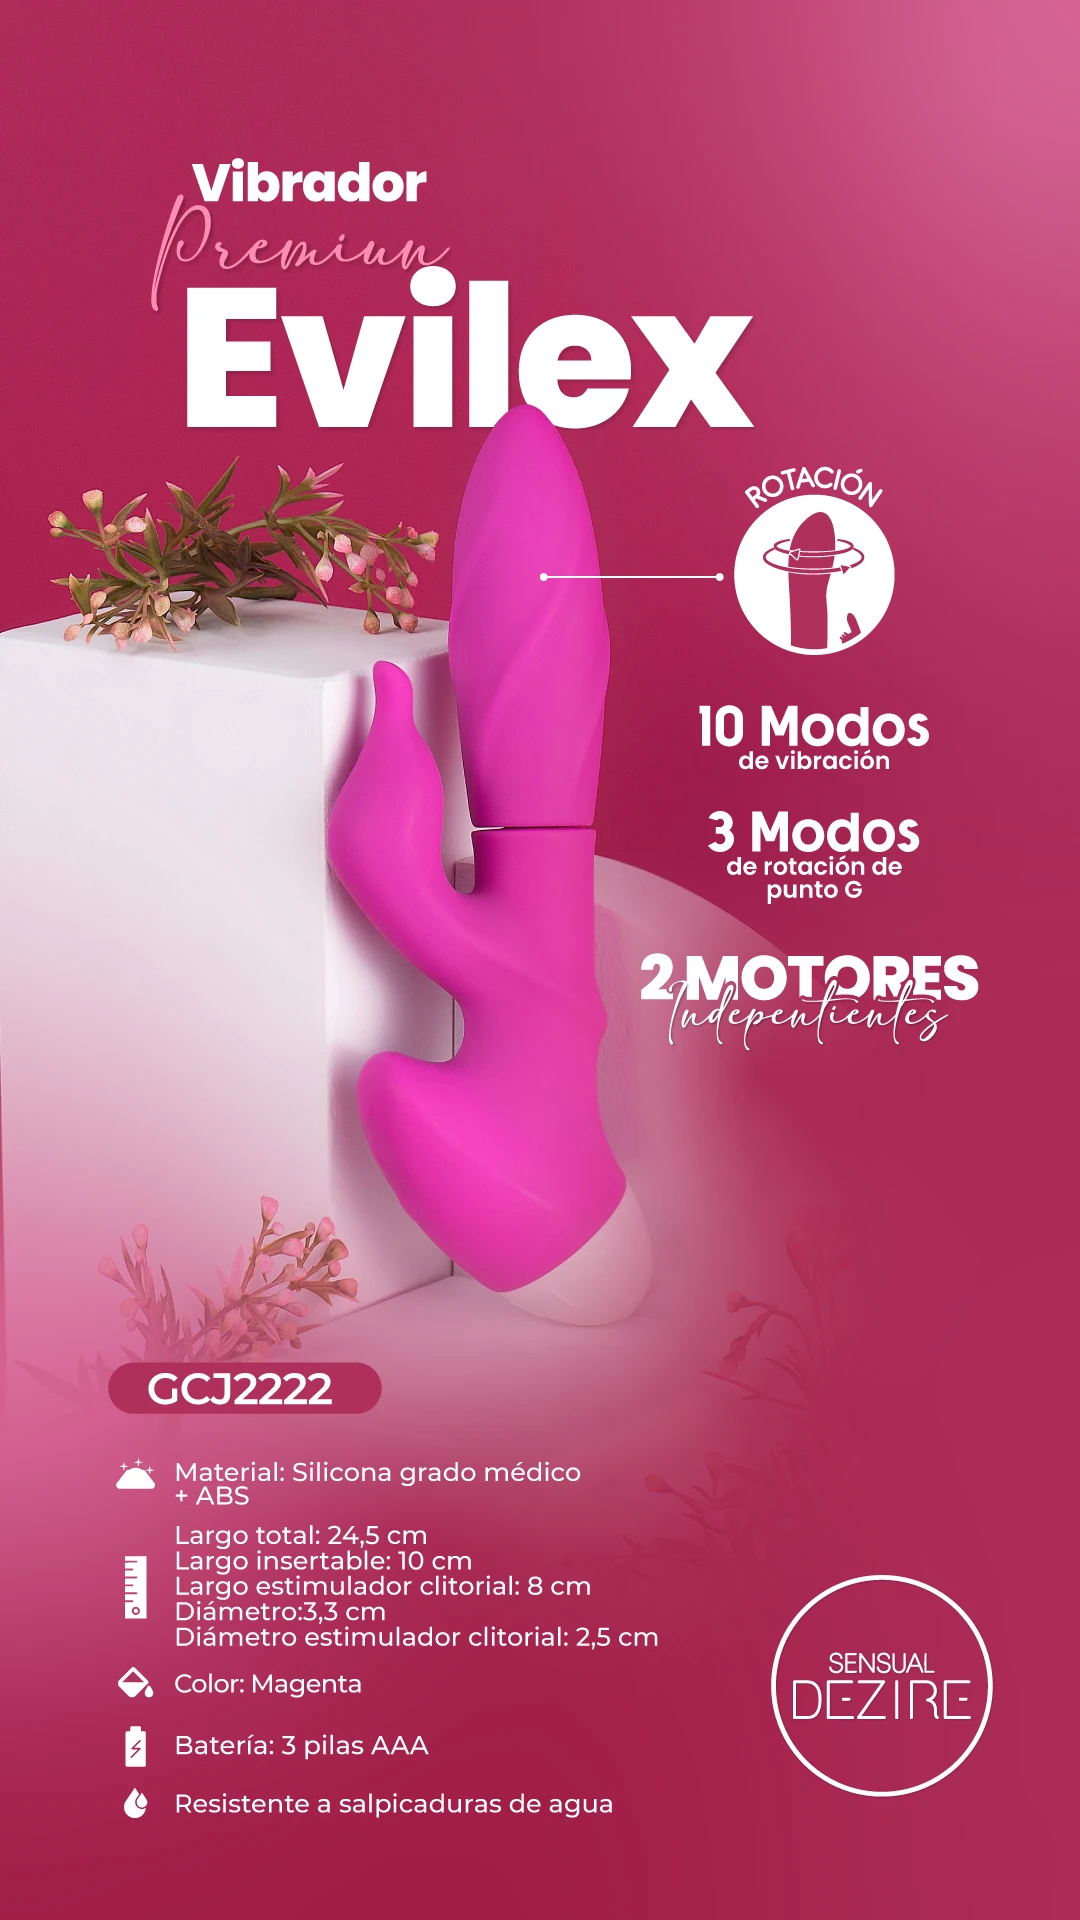 Vibrador
Premiun
Evilex
ROTACIÓN
10 Modos
de vibración
3 Modos
de rotación de
punto G
2 MOTORES
Indepentientes
GCJ2222
Material: Silicona grado médico
+ ABS
Largo total: 24,5 cm
Largo insertable: 10 cm
Largo estimulador clitorial: 8 cm
Diámetro:3,3 cm
Diámetro estimulador clitorial: 2,5 cm
Color: Magenta
Batería: 3 pilas AAA
Resistente a salpicaduras de agua
SENSUAL
DEZIRE